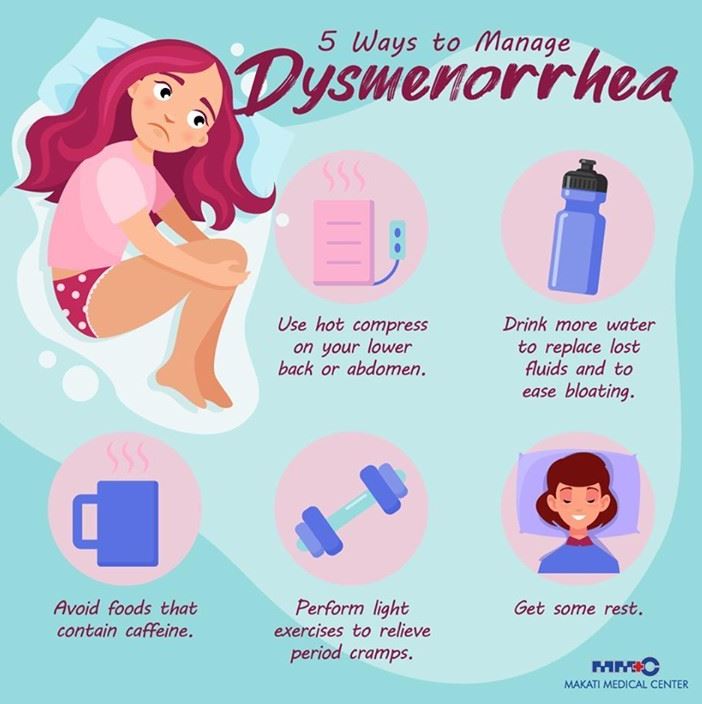 5 Ways to Manage
Dysmenorrhea
Use hot compress
on your lower
back or abdomen.
Drink more water
to replace lost
fluids and to
ease bloating.
Avoid foods that
contain caffeine.
Perform light
exercises to relieve
period cramps.
Get some rest.
MMC
MAKATI MEDICAL CENTER